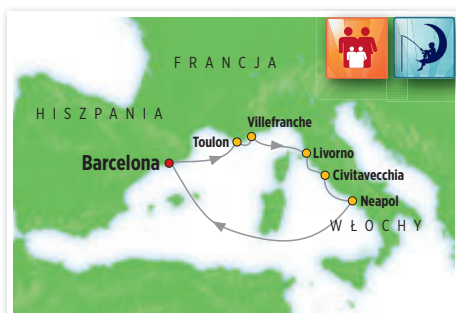 FRANCJA
HISZPANIA
Villefranche
Toulon
Livorno
Barcelona
Civitavecchia
Neapol
WŁOCHY